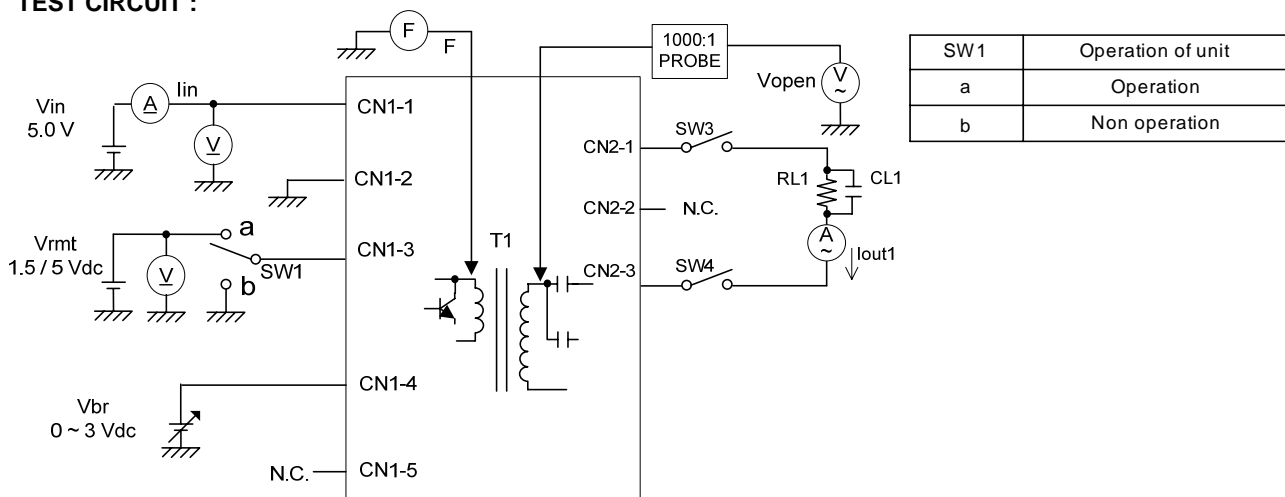 TEST CIRCUIT :
F
F
1000:1
PROBE
Vopen
V
~
SW1 Operation of unit
a Operation
b Non operation
Vin
5.0 V
A
Iin
V
CN1-1
CN1-2
Vrmt
1.5 / 5 Vdc
V
a
b
SW1
CN1-3
T1
Vbr
0 ~ 3 Vdc
CN1-4
N.C.
CN1-5
CN2-1
SW3
RL1
CL1
CN2-2
N.C.
A
~
Iout1
CN2-3
SW4